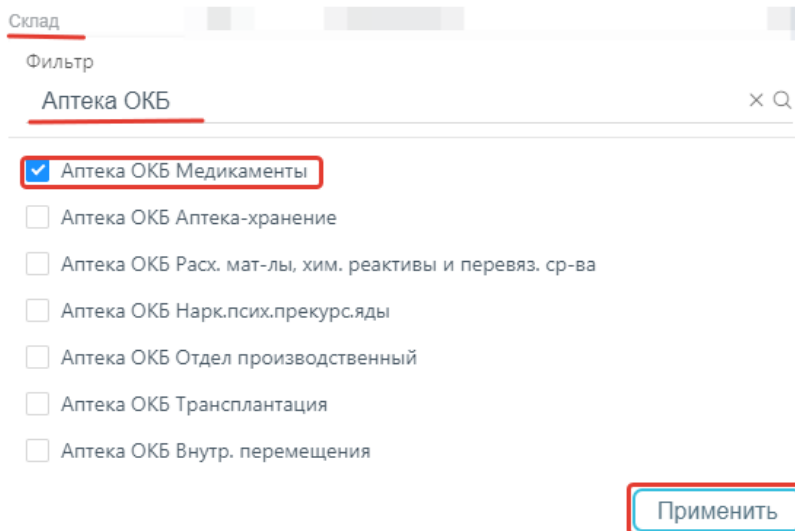 Склад
Фильтр
Аптека ОКБ
Аптека ОКБ Медикаменты
Аптека ОКБ Аптека-хранение
Аптека ОКБ Расх. мат-лы, хим. реактивы и перевяз. ср-ва
Аптека ОКБ Нарк.псих.прекурс.яды
Аптека ОКБ Отдел производственный
Аптека ОКБ Трансплантация
Аптека ОКБ Внутр. перемещения
Применить